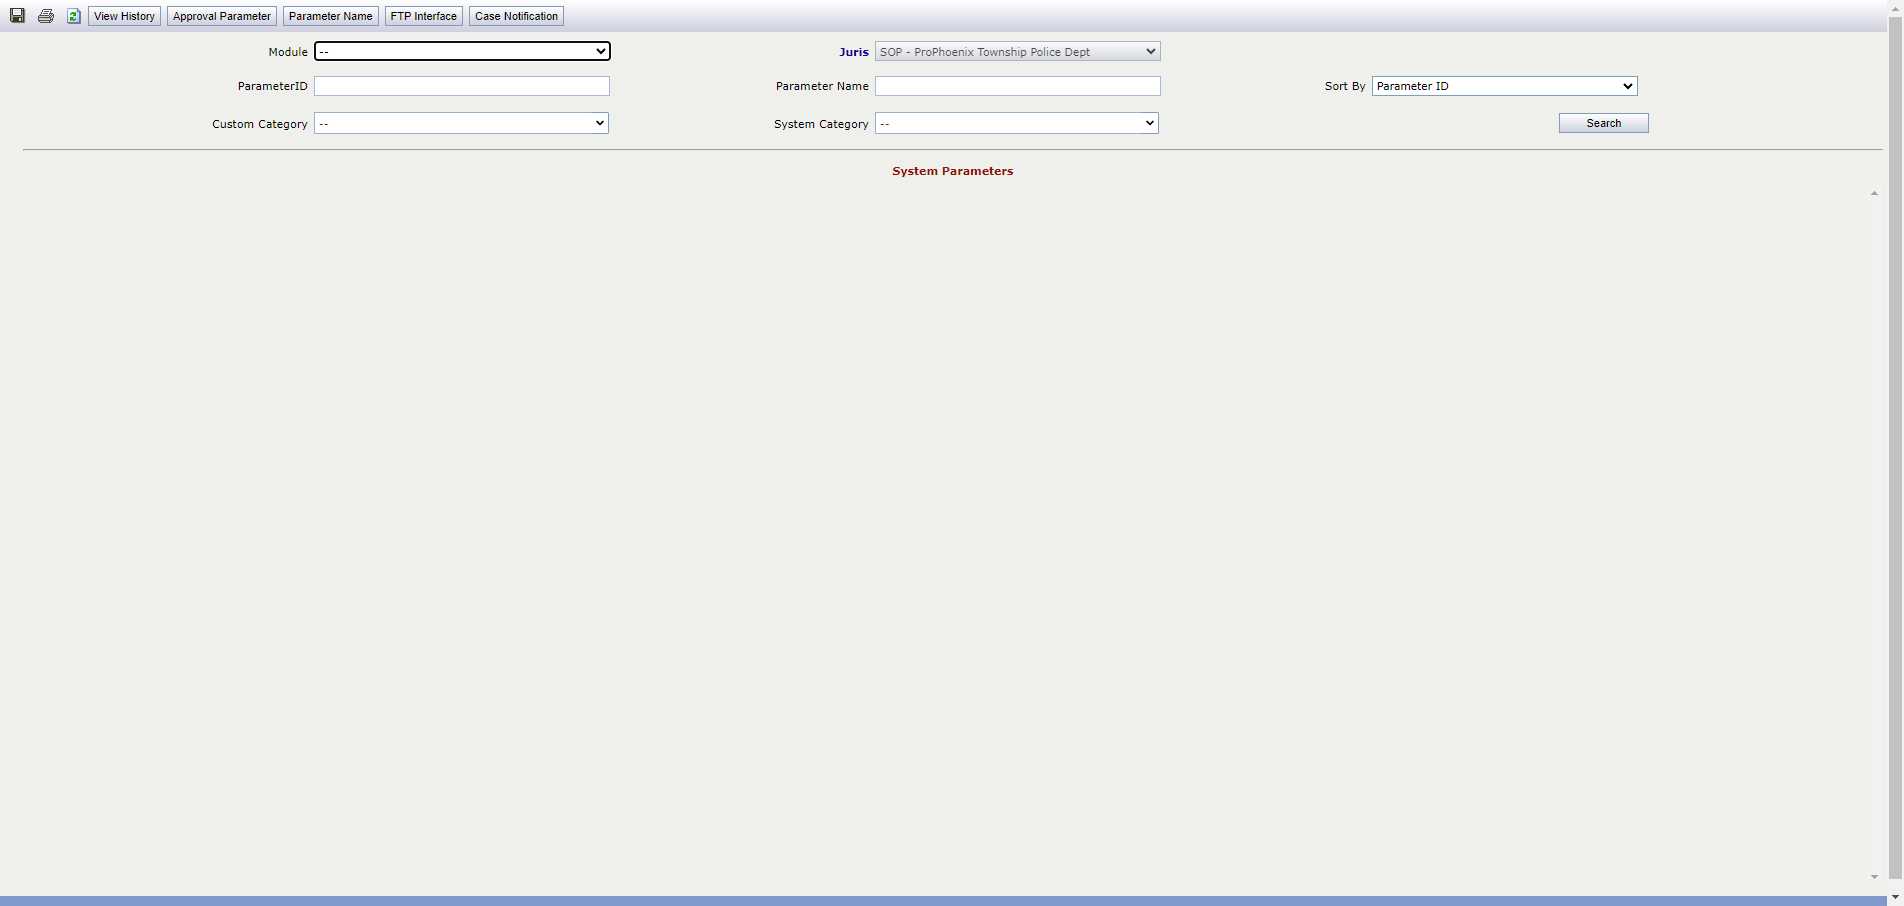 View History Approval Parameter Parameter Name FTP Interface Case Notification
Module -- Juris SOP - ProPhoenix Township Police Dept
ParameterID Parameter Name Sort By Parameter ID
Custom Category -- System Category -- Search
System Parameters